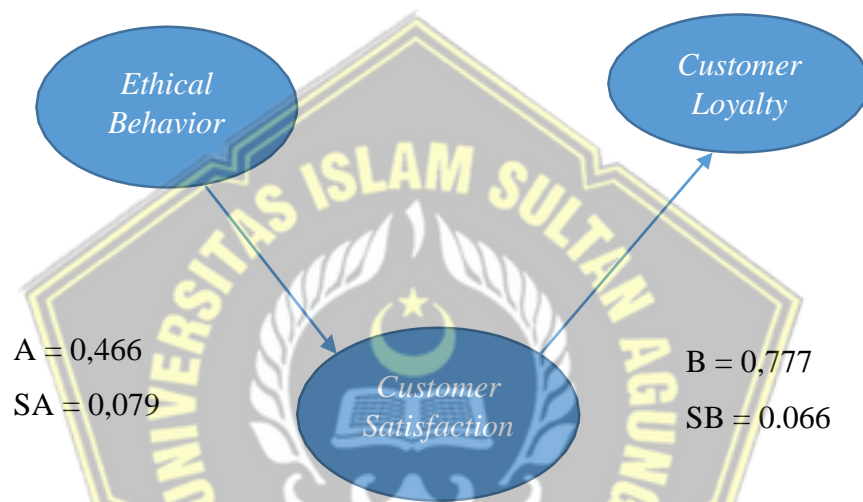 Ethical
Behavior
Customer
Loyalty
UNIVERSITAS ISLAM SULTAN AGUNG
A = 0,466
SA = 0,079
Customer
Satisfaction
B = 0,777
SB = 0.066